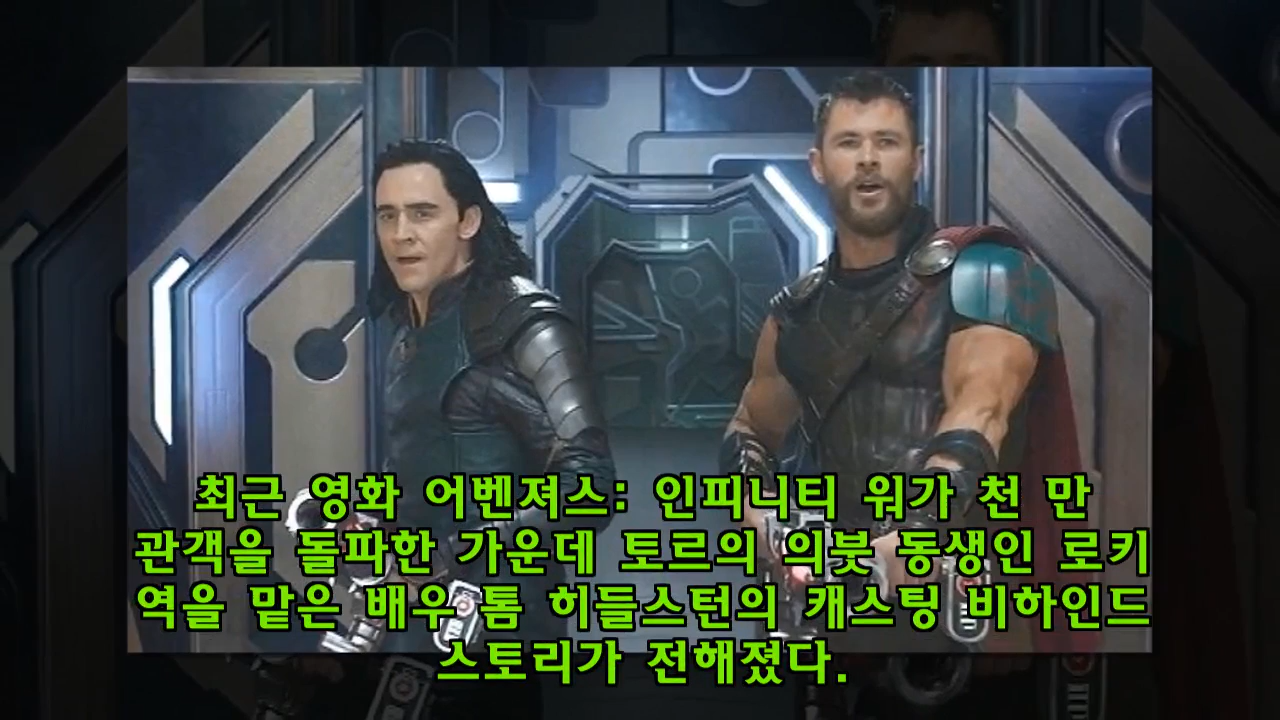 최근 영화 어벤져스: 인피니티 워가 천 만
관객을 돌파한 가운데 토르의 의붓 동생인 로키
역을 맡은 배우 톰 히들스턴의 캐스팅 비하인드
스토리가 전해졌다.